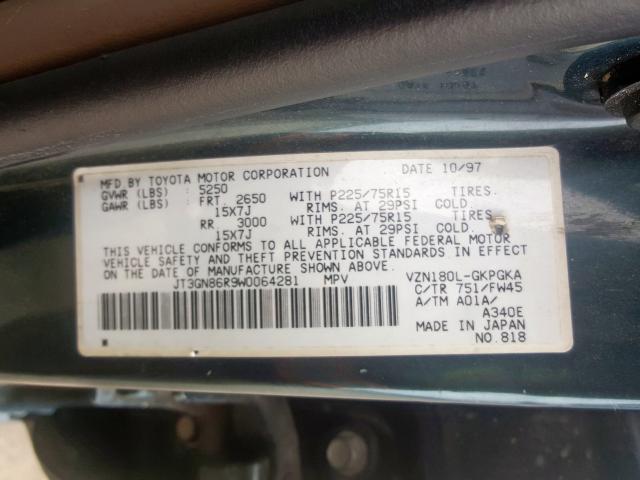 MFD BY TOYOTA MOTOR CORPORATION DATE 10/97
GVWR (LBS) : 5250
GAWR (LBS) : FRT. 2650 WITH P225/75R15 TIRES.
15X7J RIMS. AT 29PSI COLD.
RR 3000 WITH P225/75R15 TIRES.
15X7J RIMS. AT 29PSI COLD.
THIS VEHICLE CONFORMS TO ALL APPLICABLE FEDERAL MOTOR
VEHICLE SAFETY AND THEFT PREVENTION STANDARDS IN EFFECT
ON THE DATE OF MANUFACTURE SHOWN ABOVE.
JT3GN86R9W0064281 MPV VZN180L-GKPGKA
C/TR 751/FW45
A/TM A01A/
A340E
MADE IN JAPAN
NO.818